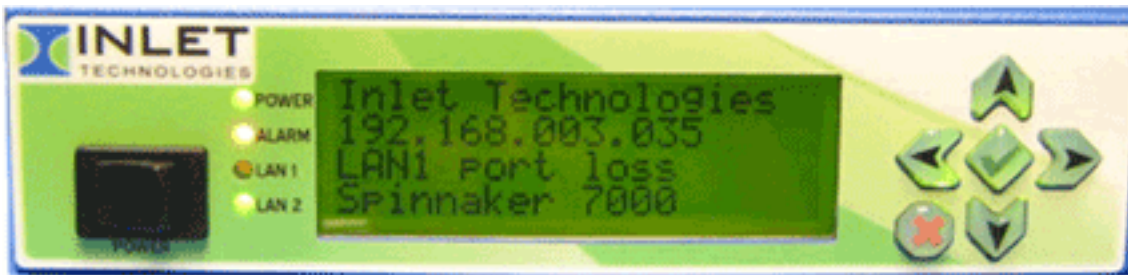 INLET
TECHNOLOGIES
POWER
ALARM
LAN 1
LAN 2
Inlet Technologies
192.168.003.035
LAN1 port loss
Spinnaker 7000
POWER